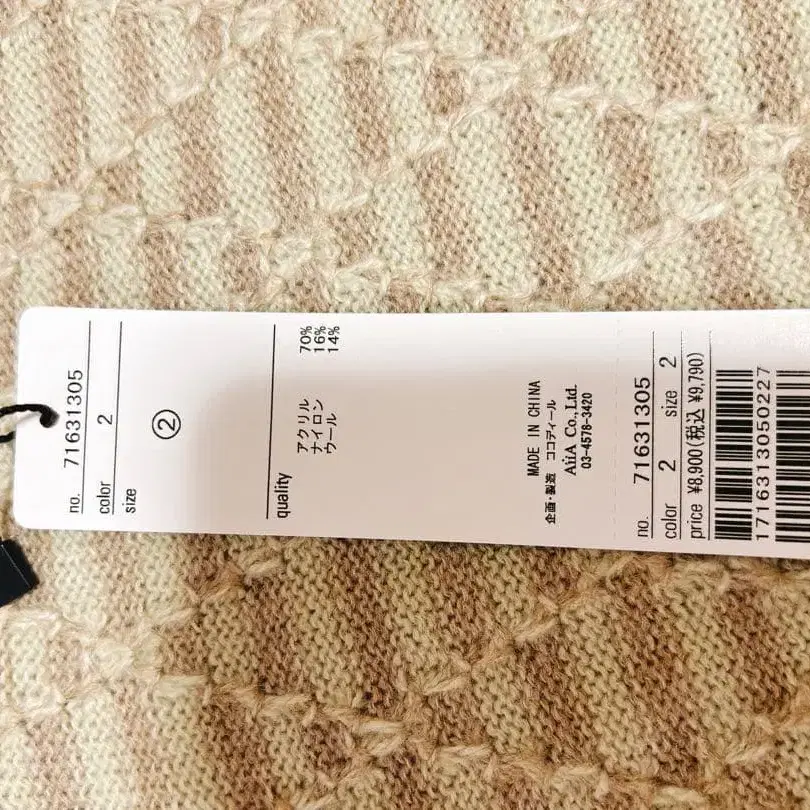 no. 71631305
color 2
size
②
quality
アクリル 70%
ナイロン 16%
ウール 14%
MADE IN CHINA
企画・製造 ココディール
AiiA Co.,Ltd.
03-4578-3420
no. 71631305
color 2 size 2
price ¥8,900(税込 ¥9,790)
1716313050227